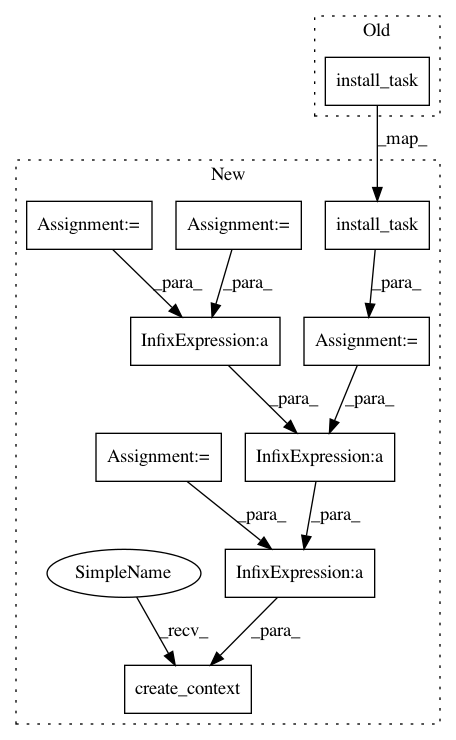 Old
install_task
_map_
New
Assignment:=
Assignment:=
install_task
_para_
_para_
_para_
InfixExpression:a
Assignment:=
_para_
_para_
Assignment:=
InfixExpression:a
_para_
_para_
SimpleName
InfixExpression:a
_recv_
_para_
create_context